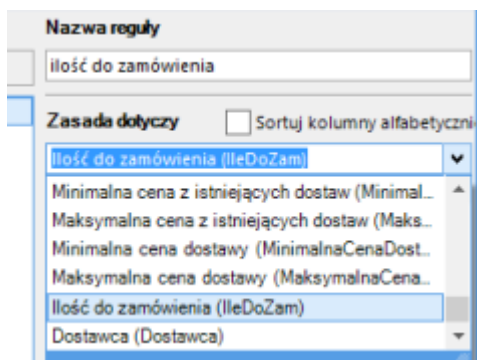 Nazwa reguły
ilość do zamówienia
Zasada dotyczy
Sortuj kolumny alfabetyczni
Ilość do zamówienia (IleDoZam)
Minimalna cena z istniejących dostaw (Minimal...
Maksymalna cena z istniejących dostaw (Maks...
Minimalna cena dostawy (MinimalnaCenaDost...
Maksymalna cena dostawy (MaksymalnaCena...
Ilość do zamówienia (IleDoZam)
Dostawca (Dostawca)